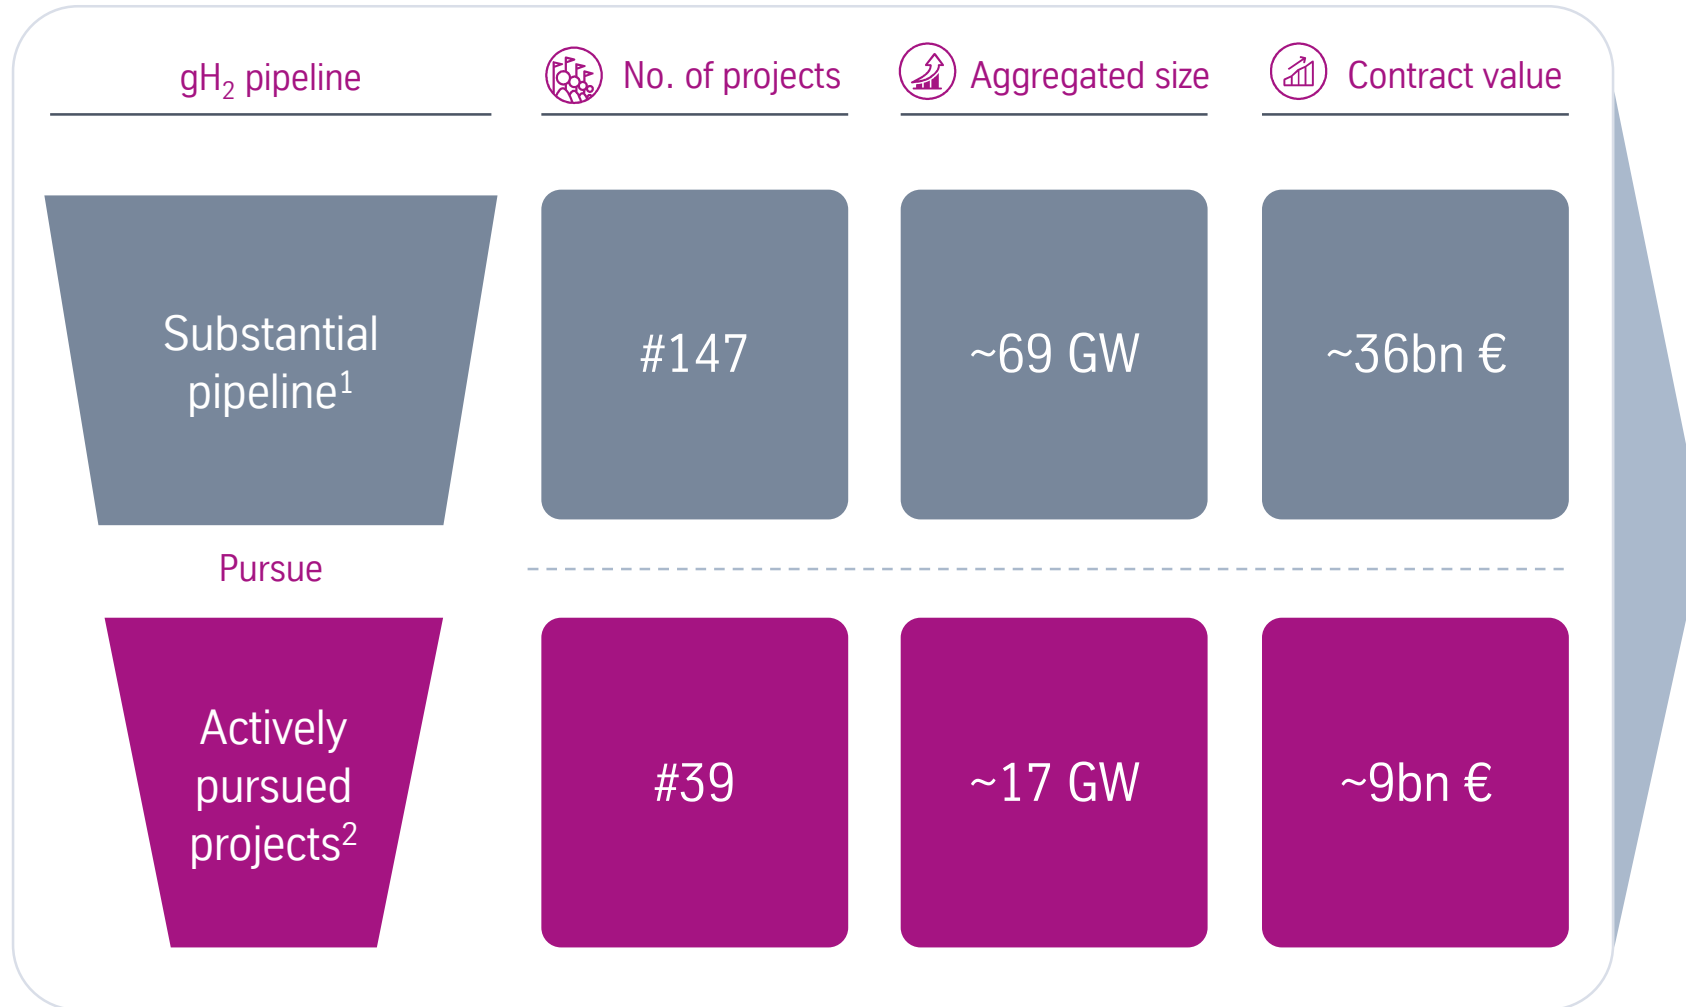 gH₂ pipeline
No. of projects
Aggregated size
Contract value
Substantial
pipeline¹
#147
~69 GW
~36bn €
Pursue
Actively
pursued
projects²
#39
~17 GW
~9bn €